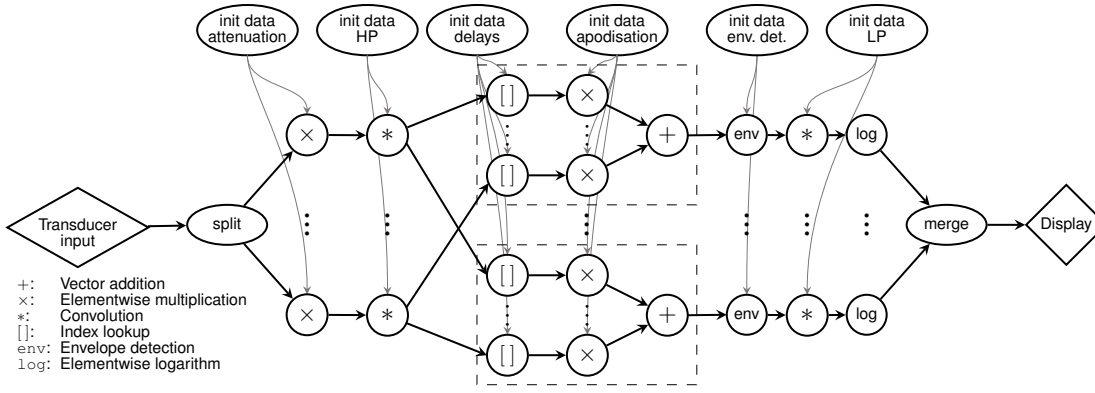 init data
attenuation
init data
HP
init data
delays
init data
apodisation
init data
env. det.
init data
LP
[ ]
×
×
∗
+
env
∗
log
[ ]
×
Transducer
input
split
merge
Display
[ ]
×
×
∗
+
env
∗
log
[ ]
×
+: Vector addition
×: Elementwise multiplication
∗: Convolution
[]: Index lookup
env: Envelope detection
log: Elementwise logarithm